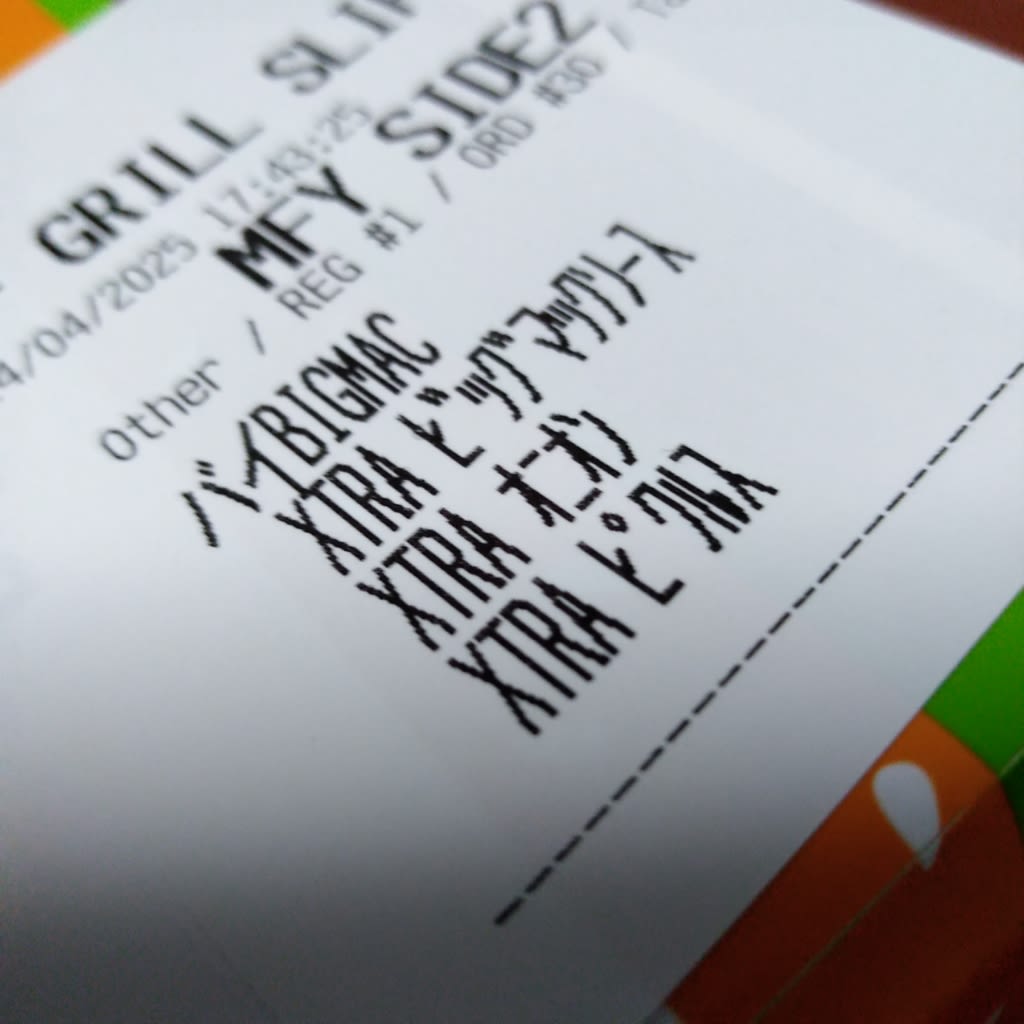 GRILL SLIP
4/04/2025 17:43:25
MFY SIDE2
Other / REG #1 / ORD #30 /
バイBIGMAC
XTRA ビッグマックソース
XTRA オニオン
XTRA ピクルス